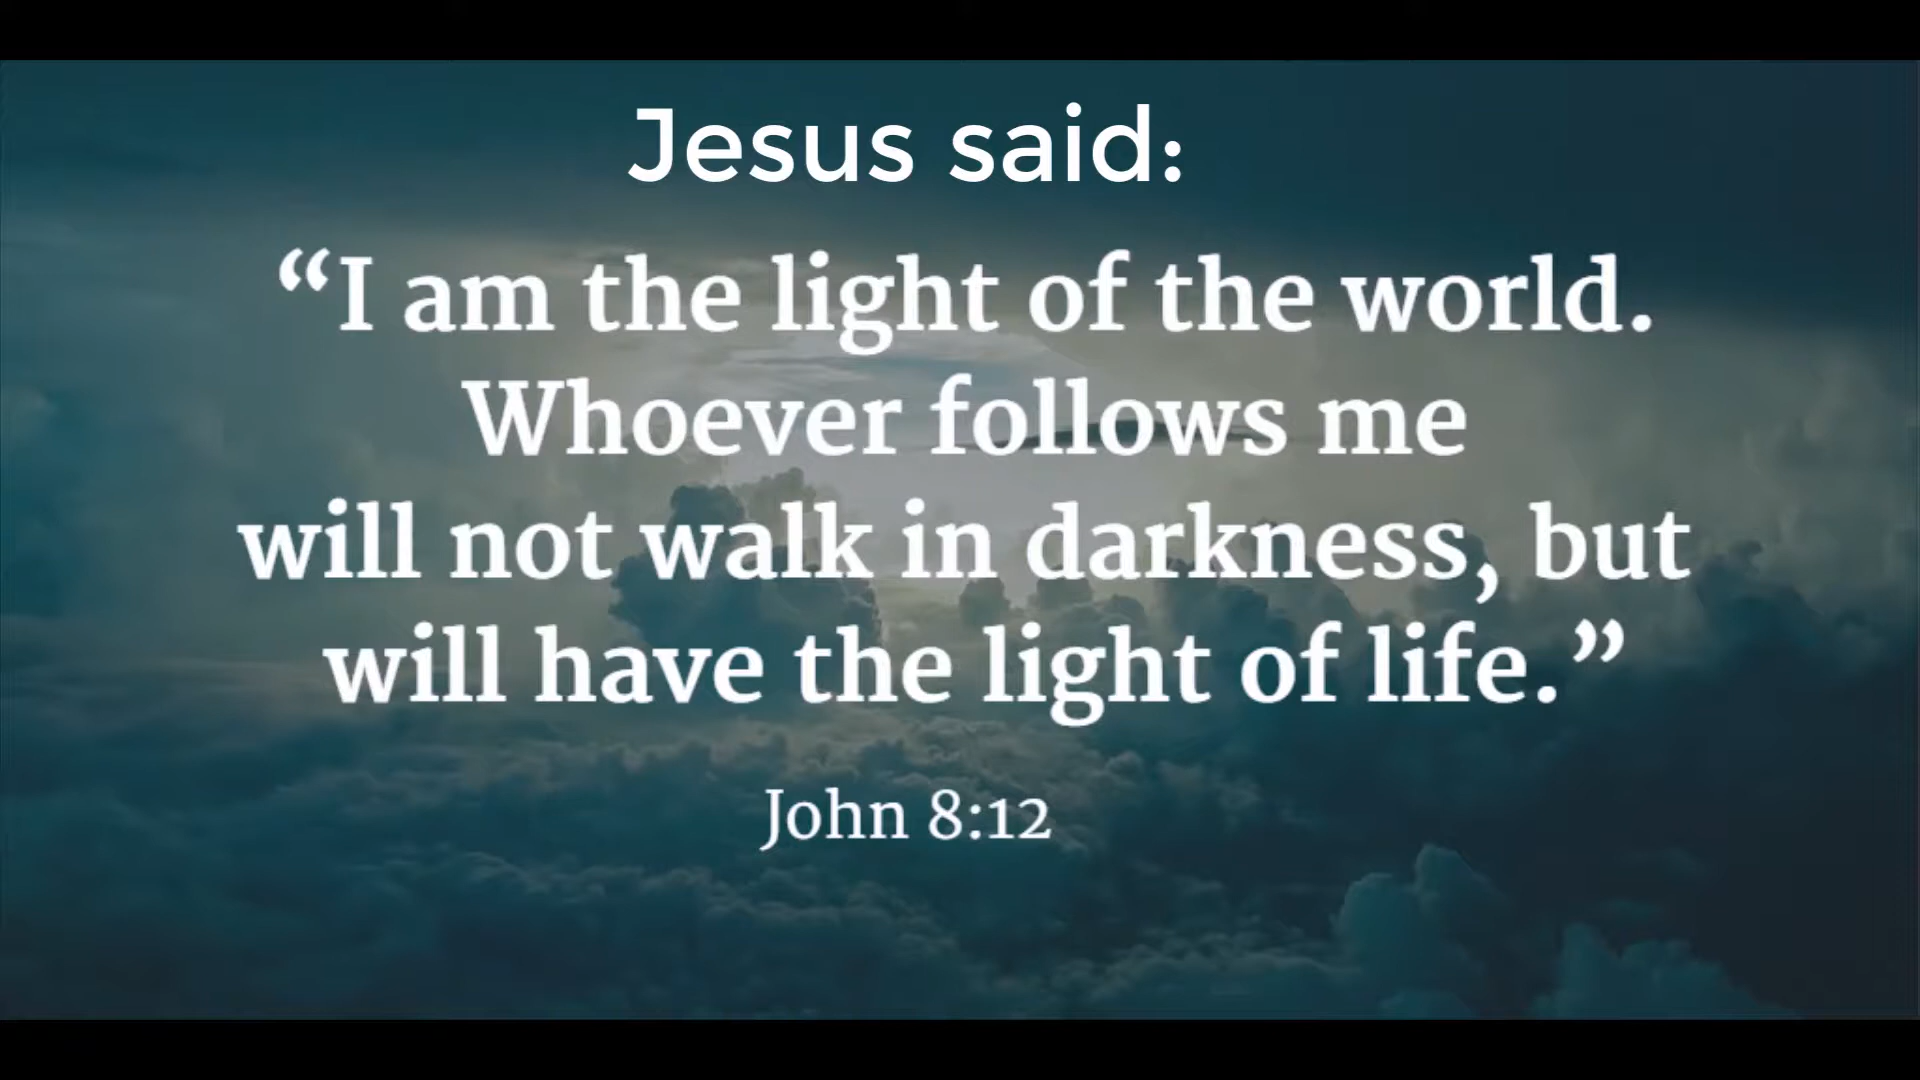 Jesus said:
“I am the light of the world.
Whoever follows me
will not walk in darkness, but
will have the light of life.”
John 8:12